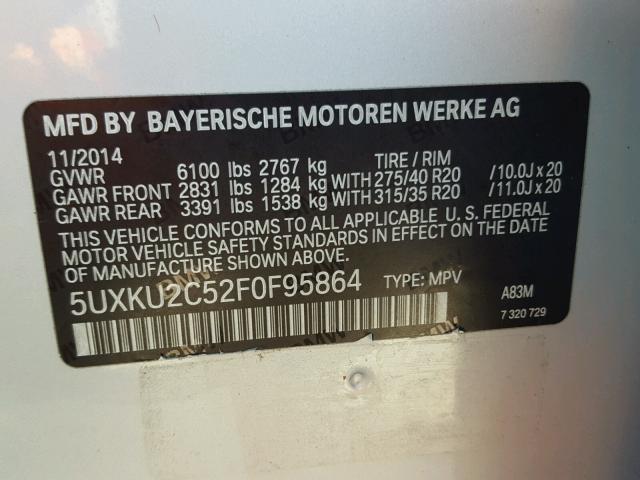 MFD BY BAYERISCHE MOTOREN WERKE AG
11/2014 TIRE / RIM
GVWR 6100 lbs 2767 kg
GAWR FRONT 2831 lbs 1284 kg WITH 275/40 R20 /10.0J x 20
GAWR REAR 3391 lbs 1538 kg WITH 315/35 R20 /11.0J x 20
THIS VEHICLE CONFORMS TO ALL APPLICABLE U. S. FEDERAL
MOTOR VEHICLE SAFETY STANDARDS IN EFFECT ON THE DATE
OF MANUFACTURE SHOWN ABOVE.
5UXKU2C52F0F95864 TYPE: MPV A83M
7 320 729